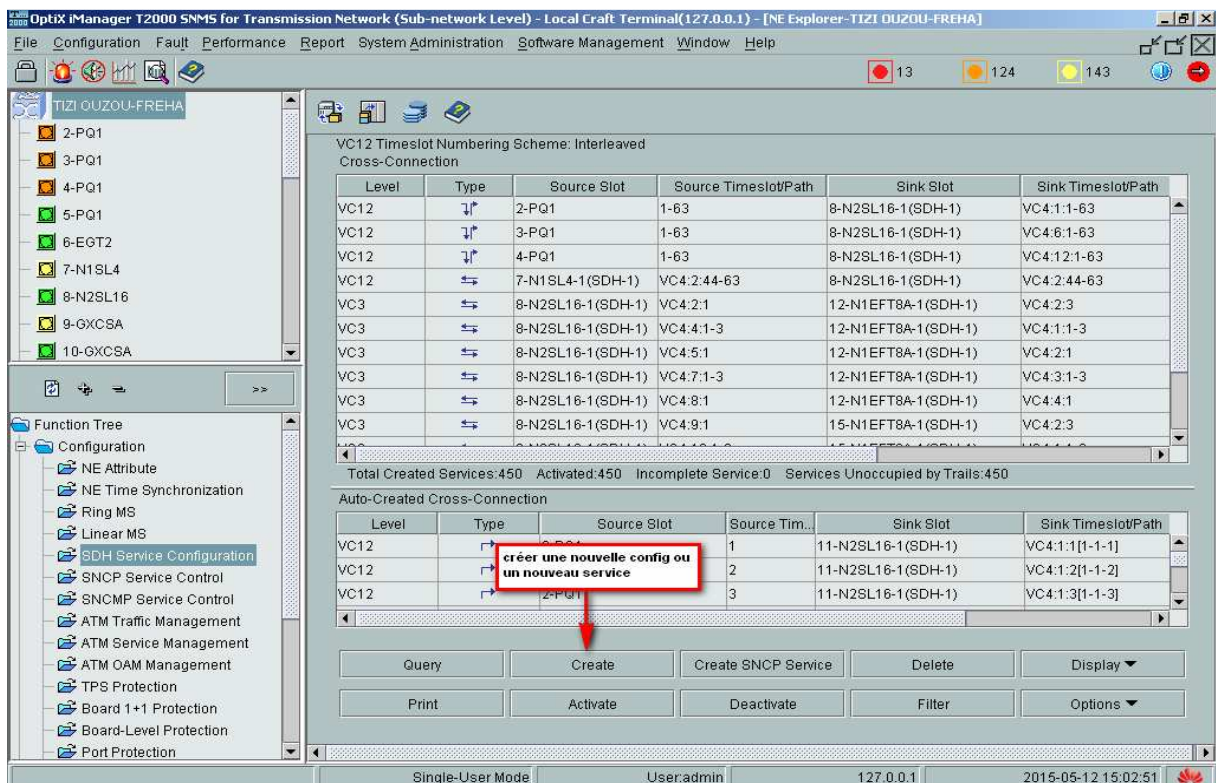 OptiX iManager T2000 SNMS for Transmission Network (Sub-network Level) - Local Craft Terminal(127.0.0.1) - [NE Explorer-TIZI OUZOU-FREHA]
File Configuration Fault Performance Report System Administration Software Management Window Help
13 124 143
TIZI OUZOU-FREHA
2-PQ1
3-PQ1
4-PQ1
5-PQ1
6-EGT2
7-N1SL4
8-N2SL16
9-GXCSA
10-GXCSA
>>
Function Tree
Configuration
NE Attribute
NE Time Synchronization
Ring MS
Linear MS
SDH Service Configuration
SNCP Service Control
SNCMP Service Control
ATM Traffic Management
ATM Service Management
ATM OAM Management
TPS Protection
Board 1+1 Protection
Board-Level Protection
Port Protection
VC12 Timeslot Numbering Scheme: Interleaved
Cross-Connection
Level Type Source Slot Source Timeslot/Path Sink Slot Sink Timeslot/Path
VC12 2-PQ1 1-63 8-N2SL16-1(SDH-1) VC4:1:1-63
VC12 3-PQ1 1-63 8-N2SL16-1(SDH-1) VC4:6:1-63
VC12 4-PQ1 1-63 8-N2SL16-1(SDH-1) VC4:12:1-63
VC12 7-N1SL4-1(SDH-1) VC4:2:44-63 8-N2SL16-1(SDH-1) VC4:2:44-63
VC3 8-N2SL16-1(SDH-1) VC4:2:1 12-N1EFT8A-1(SDH-1) VC4:2:3
VC3 8-N2SL16-1(SDH-1) VC4:4:1-3 12-N1EFT8A-1(SDH-1) VC4:1:1-3
VC3 8-N2SL16-1(SDH-1) VC4:5:1 12-N1EFT8A-1(SDH-1) VC4:2:1
VC3 8-N2SL16-1(SDH-1) VC4:7:1-3 12-N1EFT8A-1(SDH-1) VC4:3:1-3
VC3 8-N2SL16-1(SDH-1) VC4:8:1 12-N1EFT8A-1(SDH-1) VC4:4:1
VC3 8-N2SL16-1(SDH-1) VC4:9:1 15-N1EFT8A-1(SDH-1) VC4:2:3
Total Created Services:450 Activated:450 Incomplete Service:0 Services Unoccupied by Trails:450
Auto-Created Cross-Connection
Level Type Source Slot Source Tim... Sink Slot Sink Timeslot/Path
VC12 1 11-N2SL16-1(SDH-1) VC4:1:1[1-1-1]
VC12 2 11-N2SL16-1(SDH-1) VC4:1:2[1-1-2]
VC12 2-PQ1 3 11-N2SL16-1(SDH-1) VC4:1:3[1-1-3]
créer une nouvelle config ou
un nouveau service
Query Create Create SNCP Service Delete Display
Print Activate Deactivate Filter Options
Single-User Mode User:admin 127.0.0.1 2015-05-12 15:02:51